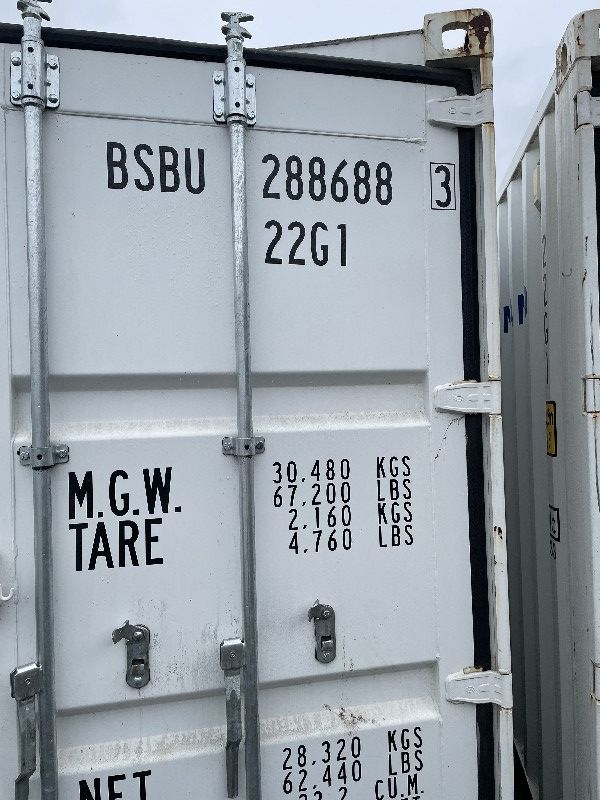 BSBU 288688 3
22G1
M.G.W. 30,480 KGS
67,200 LBS
TARE 2,160 KGS
4,760 LBS
NET 28,320 KGS
62,440 LBS
CU.M.